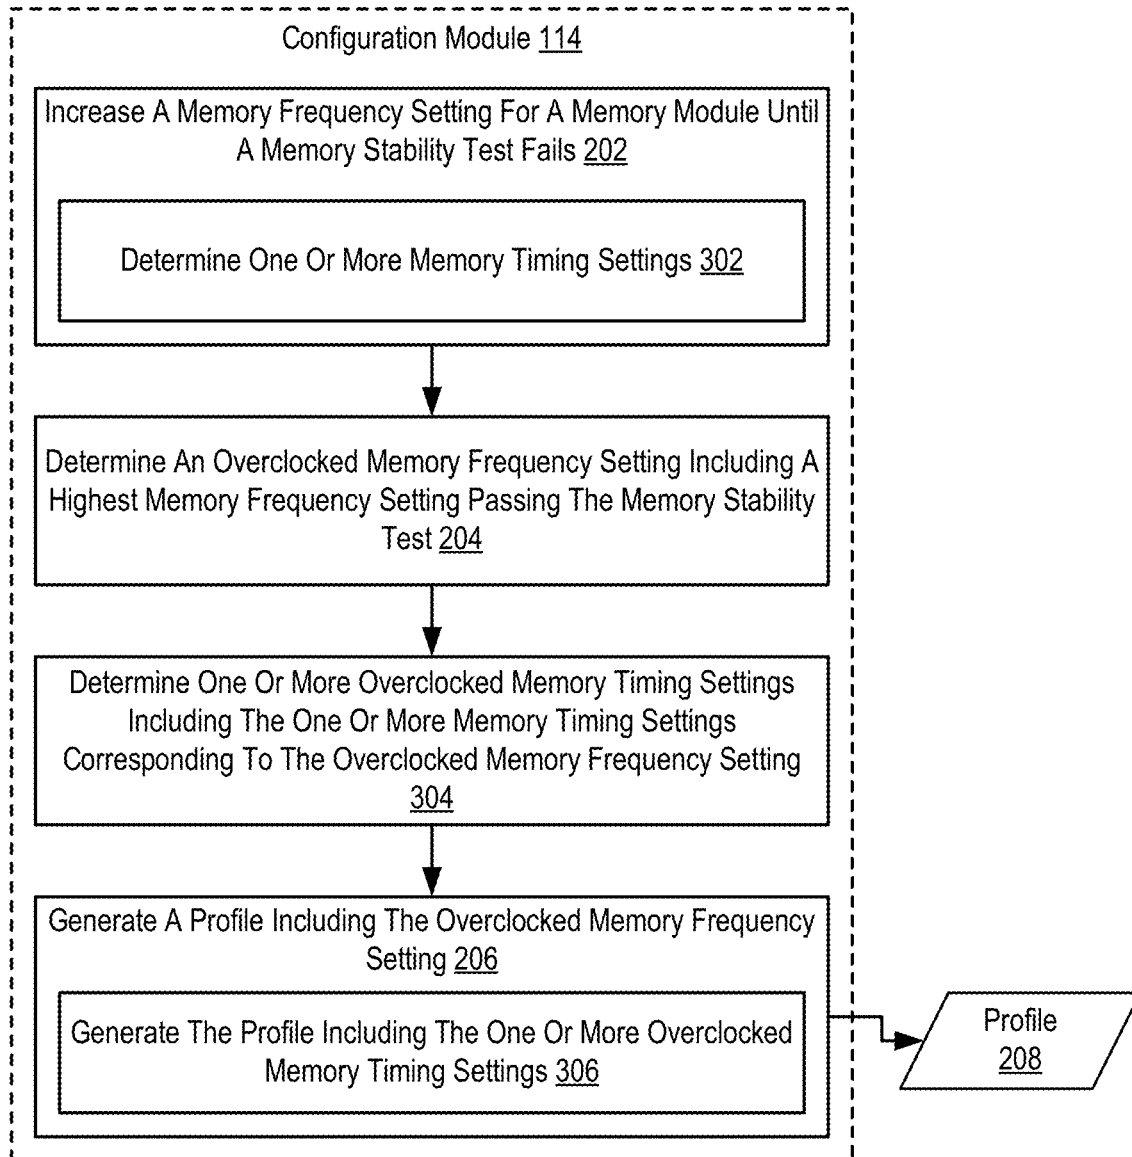 Configuration Module 114
Increase A Memory Frequency Setting For A Memory Module Until
A Memory Stability Test Fails 202
Determine One Or More Memory Timing Settings 302
Determine An Overclocked Memory Frequency Setting Including A
Highest Memory Frequency Setting Passing The Memory Stability
Test 204
Determine One Or More Overclocked Memory Timing Settings
Including The One Or More Memory Timing Settings
Corresponding To The Overclocked Memory Frequency Setting
304
Generate A Profile Including The Overclocked Memory Frequency
Setting 206
Generate The Profile Including The One Or More Overclocked
Memory Timing Settings 306
Profile
208